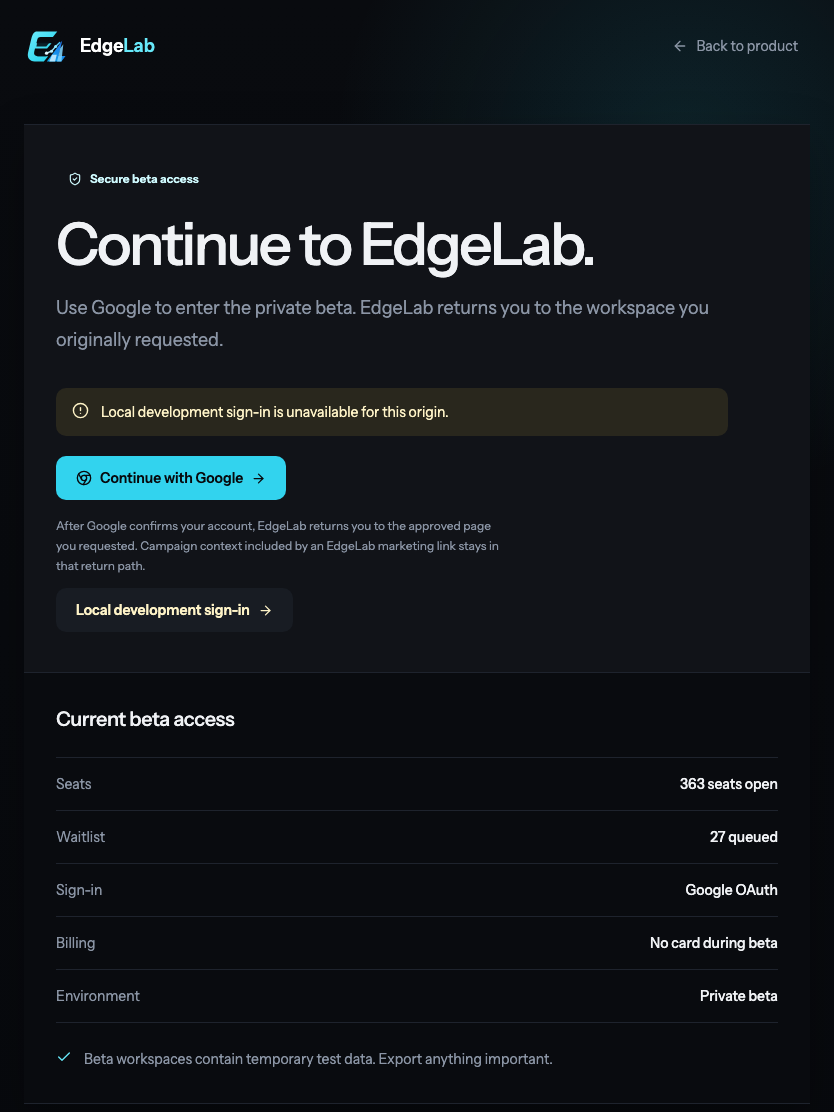 EdgeLab
Back to product
Secure beta access
Continue to EdgeLab.
Use Google to enter the private beta. EdgeLab returns you to the workspace you
originally requested.
Local development sign-in is unavailable for this origin.
Continue with Google
After Google confirms your account, EdgeLab returns you to the approved page
you requested. Campaign context included by an EdgeLab marketing link stays in
that return path.
Local development sign-in
Current beta access
Seats 363 seats open
Waitlist 27 queued
Sign-in Google OAuth
Billing No card during beta
Environment Private beta
Beta workspaces contain temporary test data. Export anything important.